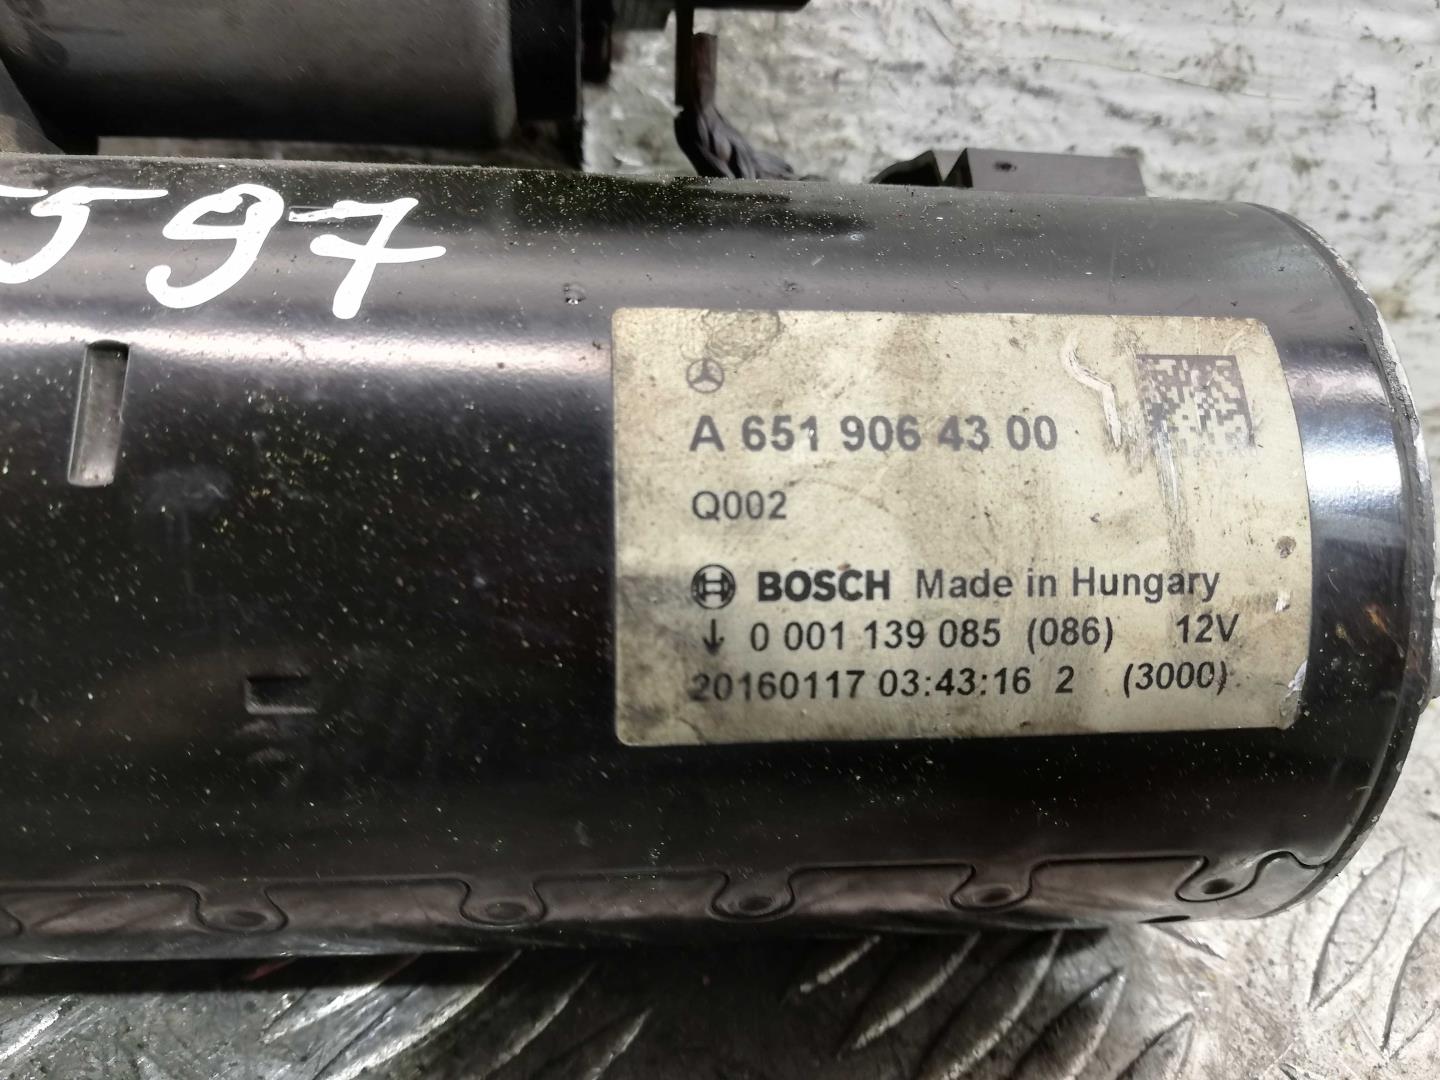 597
A 651 906 43 00
Q002
BOSCH Made in Hungary
0 001 139 085 (086) 12V
20160117 03:43:16 2 (3000)